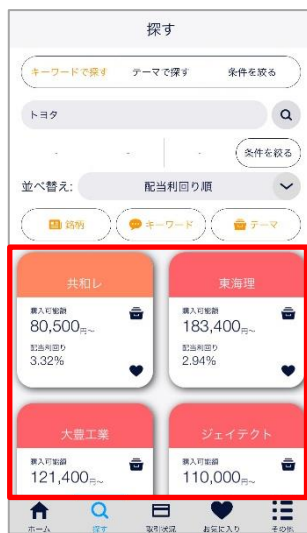 探す
キーワードで探す テーマで探す 条件を絞る
トヨタ
- - - 条件を絞る
並べ替え: 配当利回り順
銘柄 キーワード テーマ
共和レ 東海理
購入可能額 購入可能額
80,500円~ 183,400円~
配当利回り 配当利回り
3.32% 2.94%
大豊工業 ジェイテクト
購入可能額 購入可能額
121,400円~ 110,000円~
ホーム 探す 取引状況 お気に入り その他